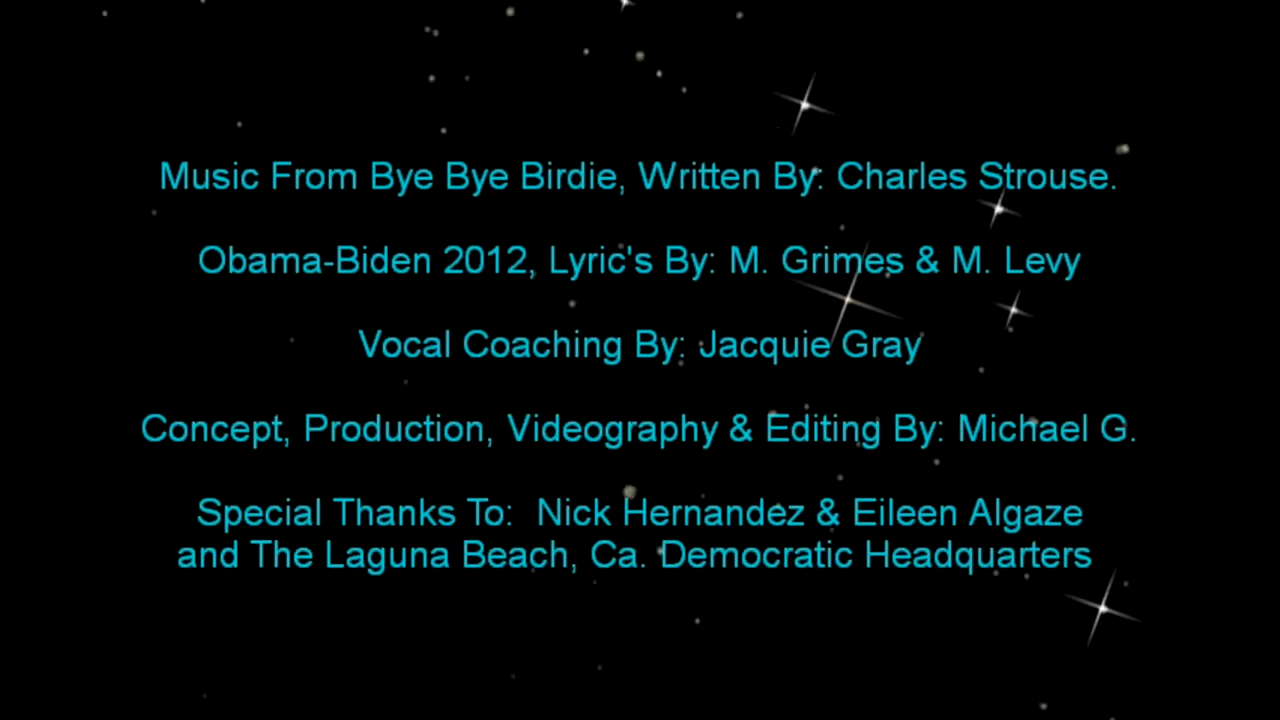 Music From Bye Bye Birdie, Written By: Charles Strouse.
Obama-Biden 2012, Lyric's By: M. Grimes & M. Levy
Vocal Coaching By: Jacquie Gray
Concept, Production, Videography & Editing By: Michael G.
Special Thanks To:  Nick Hernandez & Eileen Algaze
and The Laguna Beach, Ca. Democratic Headquarters